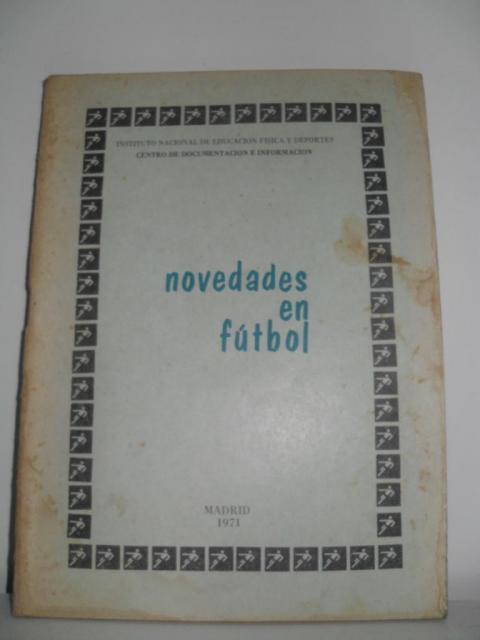 INSTITUTO NACIONAL DE EDUCACION FISICA Y DEPORTES
CENTRO DE DOCUMENTACION E INFORMACION
novedades
en
fútbol
MADRID
1971